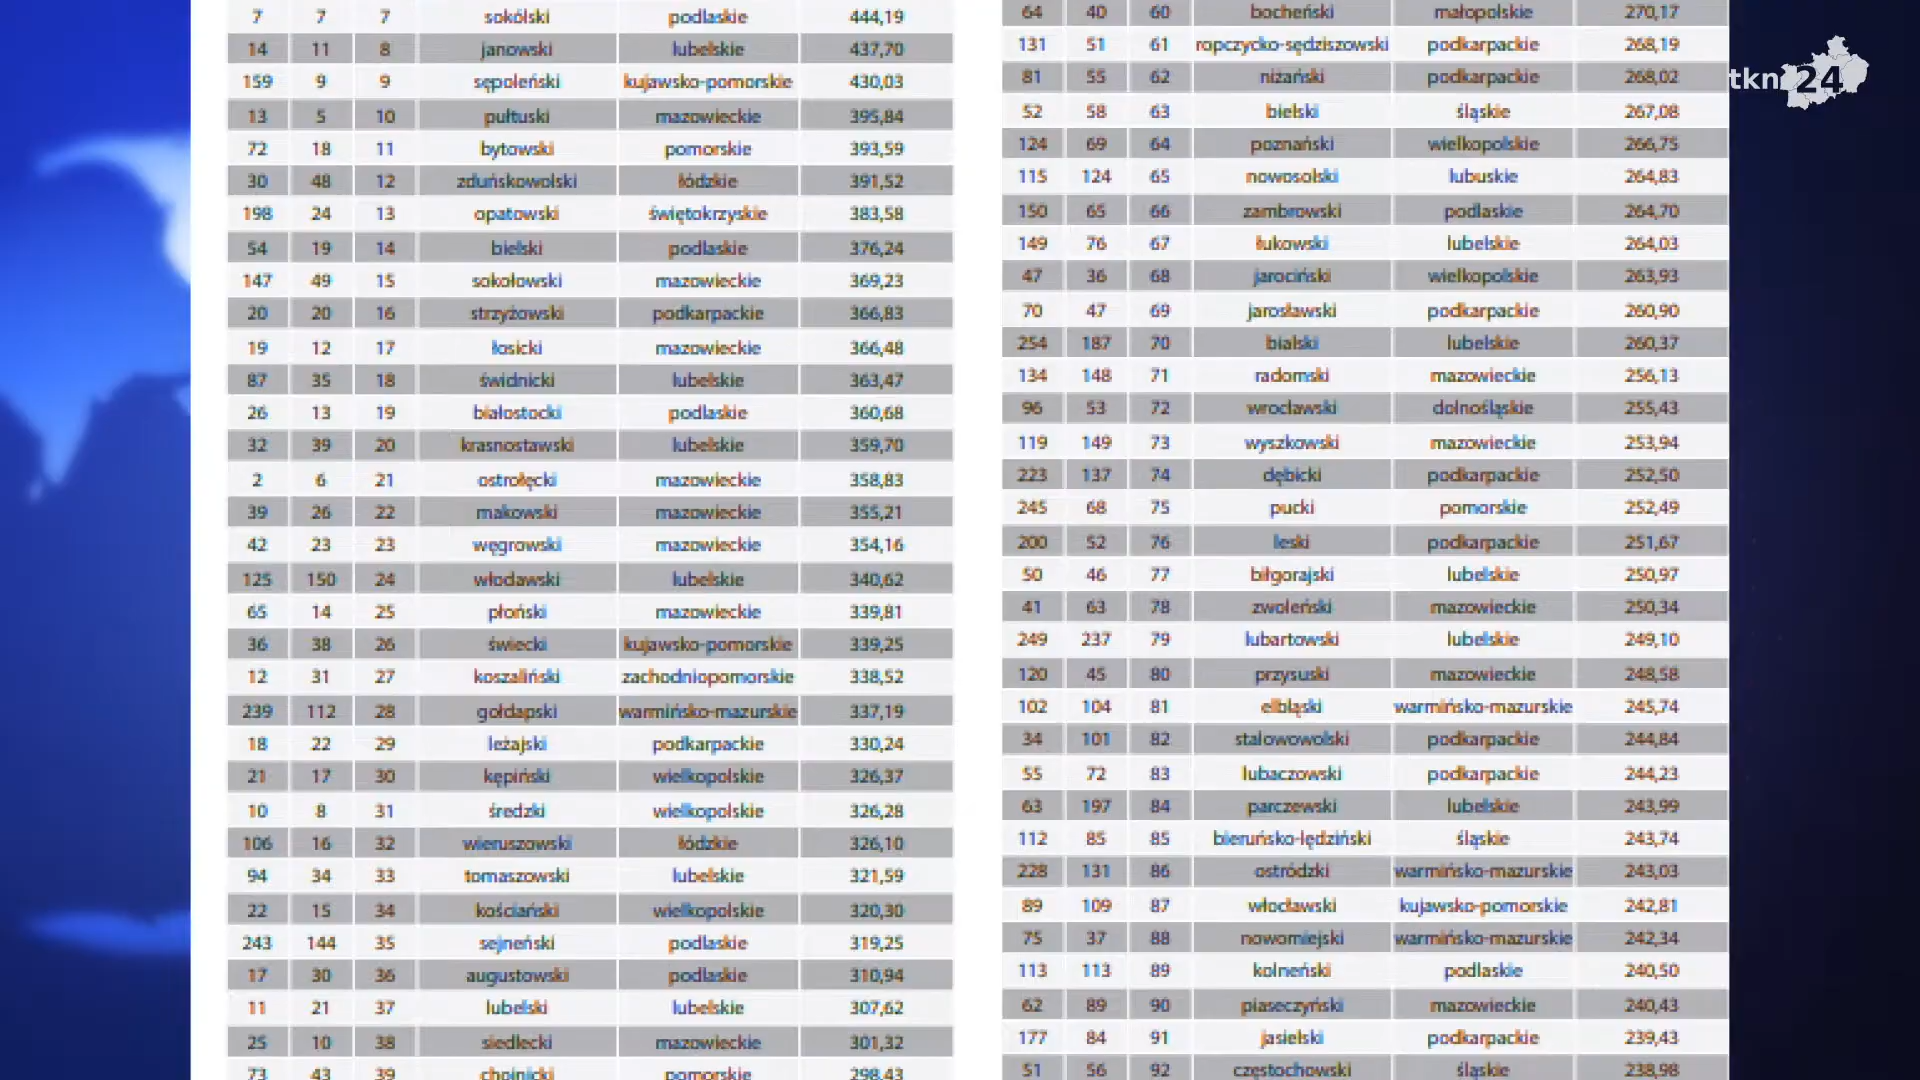 7 7 7 sokólski podlaskie 444,19
14 11 8 janowski lubelskie 437,70
159 9 9 sępoleński kujawsko-pomorskie 430,03
13 5 10 pułtuski mazowieckie 395,84
72 18 11 bytowski pomorskie 393,59
30 48 12 zduńskowolski łódzkie 391,52
198 24 13 opatowski świętokrzyskie 383,58
54 19 14 bielski podlaskie 376,24
147 49 15 sokołowski mazowieckie 369,23
20 20 16 strzyżowski podkarpackie 366,83
19 12 17 łosicki mazowieckie 366,48
87 35 18 świdnicki lubelskie 363,47
26 13 19 białostocki podlaskie 360,68
32 39 20 krasnostawski lubelskie 359,70
2 6 21 ostrołęcki mazowieckie 358,83
39 26 22 makowski mazowieckie 355,21
42 23 23 węgrowski mazowieckie 354,16
125 150 24 włodawski lubelskie 340,62
65 14 25 płoński mazowieckie 339,81
36 38 26 świecki kujawsko-pomorskie 339,25
12 31 27 koszaliński zachodniopomorskie 338,52
239 112 28 gołdapski warmińsko-mazurskie 337,19
18 22 29 leżajski podkarpackie 330,24
21 17 30 kępiński wielkopolskie 326,37
10 8 31 średzki wielkopolskie 326,28
106 16 32 wieruszowski łódzkie 326,10
94 34 33 tomaszowski lubelskie 321,59
22 15 34 kościański wielkopolskie 320,30
243 144 35 sejneński podlaskie 319,25
17 30 36 augustowski podlaskie 310,94
11 21 37 lubelski lubelskie 307,62
25 10 38 siedlecki mazowieckie 301,32
73 43 39 chojnicki pomorskie 298,43
64 40 60 bocheński małopolskie 270,17
131 51 61 ropczycko-sędziszowski podkarpackie 268,19
81 55 62 niżański podkarpackie 268,02
52 58 63 bielski śląskie 267,08
124 69 64 poznański wielkopolskie 266,75
115 124 65 nowosolski lubuskie 264,83
150 65 66 zambrowski podlaskie 264,70
149 76 67 łukowski lubelskie 264,03
47 36 68 jarociński wielkopolskie 263,93
70 47 69 jarosławski podkarpackie 260,90
254 187 70 bialski lubelskie 260,37
134 148 71 radomski mazowieckie 256,13
96 53 72 wrocławski dolnośląskie 255,43
119 149 73 wyszkowski mazowieckie 253,94
223 137 74 dębicki podkarpackie 252,50
245 68 75 pucki pomorskie 252,49
200 52 76 leski podkarpackie 251,67
50 46 77 biłgorajski lubelskie 250,97
41 63 78 zwoleński mazowieckie 250,34
249 237 79 lubartowski lubelskie 249,10
120 45 80 przysuski mazowieckie 248,58
102 104 81 elbląski warmińsko-mazurskie 245,74
34 101 82 stalowowolski podkarpackie 244,84
55 72 83 lubaczowski podkarpackie 244,23
63 197 84 parczewski lubelskie 243,99
112 85 85 bieruńsko-lędziński śląskie 243,74
228 131 86 ostródzki warmińsko-mazurskie 243,03
89 109 87 włocławski kujawsko-pomorskie 242,81
75 37 88 nowomiejski warmińsko-mazurskie 242,34
113 113 89 kolneński podlaskie 240,50
62 89 90 piaseczyński mazowieckie 240,43
177 84 91 jasielski podkarpackie 239,43
51 56 92 częstochowski śląskie 238,98
tkn 24